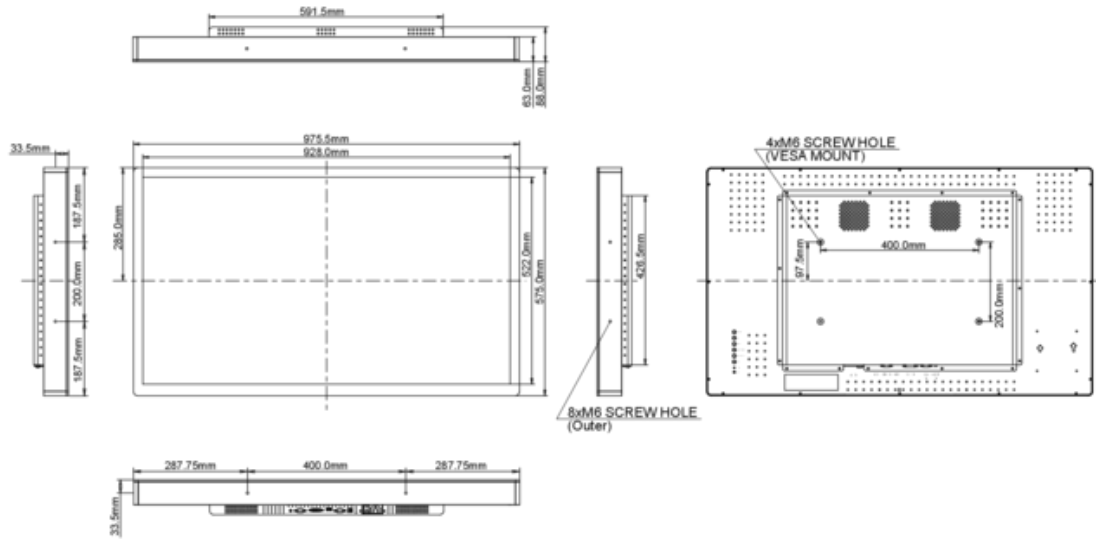 591.5mm
63.0mm
88.0mm
975.5mm
928.0mm
33.5mm
187.5mm
200.0mm
187.5mm
285.0mm
522.0mm
575.0mm
426.5mm
8xM6 SCREW HOLE
(Outer)
4xM6 SCREW HOLE
(VESA MOUNT)
400.0mm
97.5mm
200.0mm
287.75mm
400.0mm
287.75mm
33.5mm